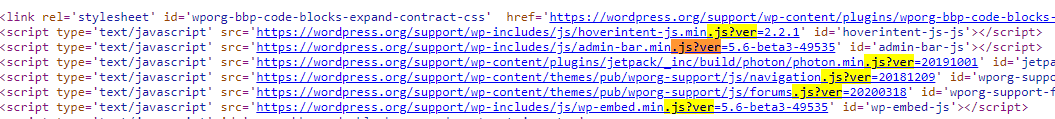 <link rel='stylesheet' id='wporg-bbp-code-blocks-expand-contract-css'  href='https://wordpress.org/support/wp-content/plugins/wporg-bbp-code-blocks-
<script type='text/javascript' src='https://wordpress.org/support/wp-includes/js/hoverintent-js.min.js?ver=2.2.1' id='hoverintent-js-js'></script>
<script type='text/javascript' src='https://wordpress.org/support/wp-includes/js/admin-bar.min.js?ver=5.6-beta3-49535' id='admin-bar-js'></script>
<script type='text/javascript' src='https://wordpress.org/support/wp-content/plugins/jetpack/_inc/build/photon/photon.min.js?ver=20191001' id='jetpa
<script type='text/javascript' src='https://wordpress.org/support/wp-content/themes/pub/wporg-support/js/navigation.js?ver=20181209' id='wporg-suppo
<script type='text/javascript' src='https://wordpress.org/support/wp-content/themes/pub/wporg-support/js/forums.js?ver=20200318' id='wporg-support-f
<script type='text/javascript' src='https://wordpress.org/support/wp-includes/js/wp-embed.min.js?ver=5.6-beta3-49535' id='wp-embed-js'></script>